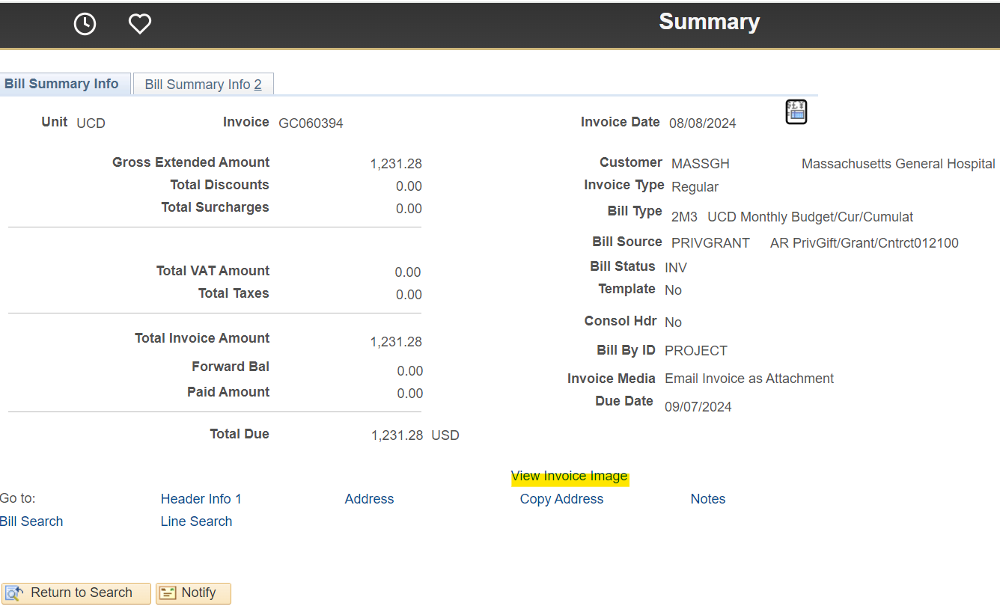 Summary
Bill Summary Info Bill Summary Info 2
Unit UCD Invoice GC060394 Invoice Date 08/08/2024
Gross Extended Amount 1,231.28 Customer MASSGH Massachusetts General Hospital
Total Discounts 0.00 Invoice Type Regular
Total Surcharges 0.00 Bill Type 2M3 UCD Monthly Budget/Cur/Cumulat
Bill Source PRIVGRANT AR PrivGift/Grant/Cntrct012100
Total VAT Amount 0.00 Bill Status INV
Total Taxes 0.00 Template No
Consol Hdr No
Total Invoice Amount 1,231.28 Bill By ID PROJECT
Forward Bal 0.00 Invoice Media Email Invoice as Attachment
Paid Amount 0.00 Due Date 09/07/2024
Total Due 1,231.28 USD
View Invoice Image
Go to: Header Info 1 Address Copy Address Notes
Bill Search Line Search
Return to Search Notify